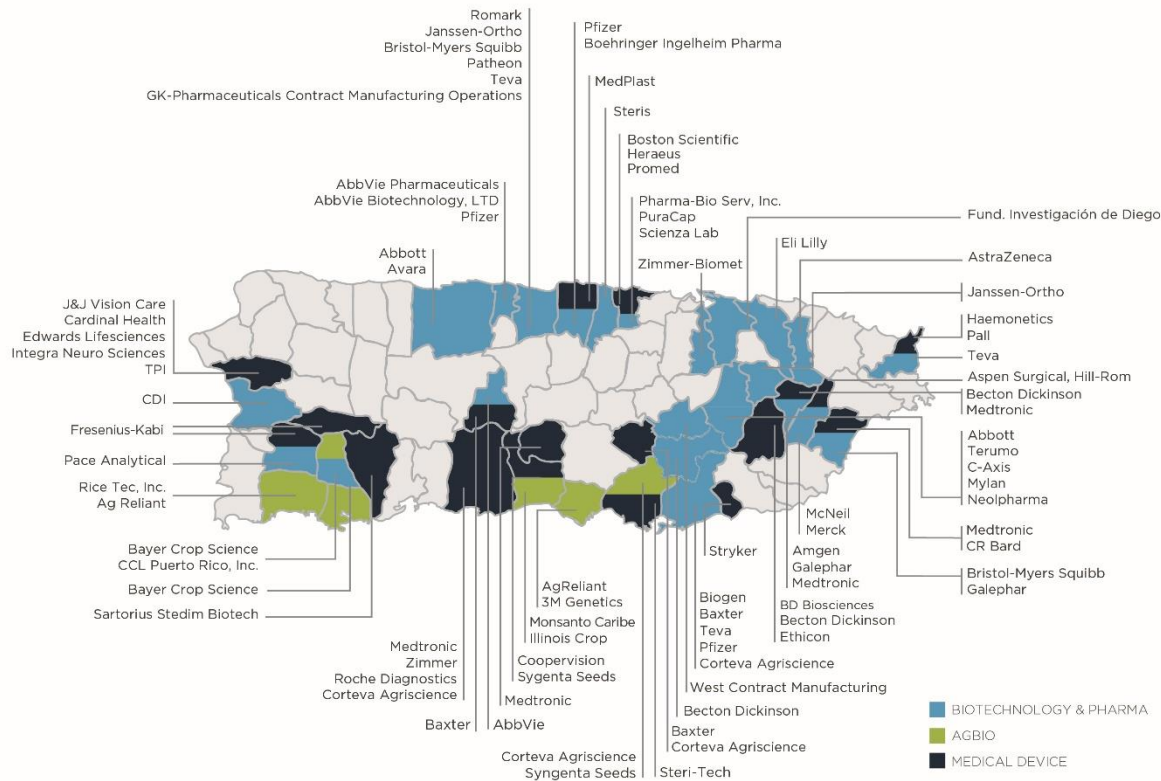 Romark
Janssen-Ortho
Bristol-Myers Squibb
Patheon
Teva
GK-Pharmaceuticals Contract Manufacturing Operations
Pfizer
Boehringer Ingelheim Pharma
MedPlast
Steris
Boston Scientific
Heraeus
Promed
AbbVie Pharmaceuticals
AbbVie Biotechnology, LTD
Pfizer
Pharma-Bio Serv, Inc.
PuraCap
Scienza Lab
Fund. Investigación de Diego
Eli Lilly
Abbott
Avara
Zimmer-Biomet
AstraZeneca
Janssen-Ortho
J&J Vision Care
Cardinal Health
Edwards Lifesciences
Integra Neuro Sciences
TPI
Haemonetics
Pall
Teva
CDI
Aspen Surgical, Hill-Rom
Becton Dickinson
Medtronic
Fresenius-Kabi
Pace Analytical
Abbott
Terumo
C-Axis
Mylan
Neolpharma
Rice Tec, Inc.
Ag Reliant
McNeil
Merck
Medtronic
CR Bard
Bayer Crop Science
CCL Puerto Rico, Inc.
Stryker
Amgen
Galephar
Medtronic
Bristol-Myers Squibb
Galephar
Bayer Crop Science
Sartorius Stedim Biotech
AgReliant
3M Genetics
Biogen
Baxter
Teva
Pfizer
Corteva Agriscience
BD Biosciences
Becton Dickinson
Ethicon
Monsanto Caribe
Illinois Crop
Medtronic
Zimmer
Roche Diagnostics
Corteva Agriscience
Coopervision
Sygenta Seeds
West Contract Manufacturing
Medtronic
Becton Dickinson
Baxter
AbbVie
Baxter
Corteva Agriscience
Corteva Agriscience
Syngenta Seeds
Steri-Tech
BIOTECHNOLOGY & PHARMA
AGBIO
MEDICAL DEVICE